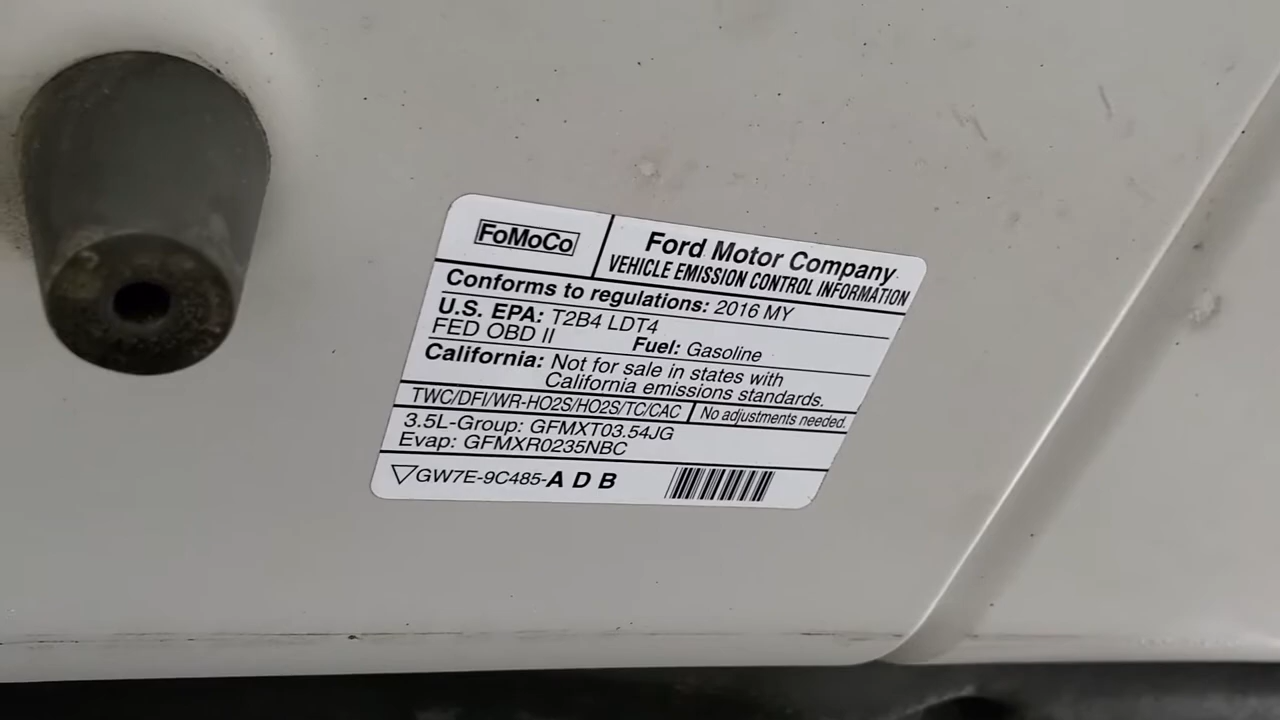 FoMoCo
Ford Motor Company
VEHICLE EMISSION CONTROL INFORMATION
Conforms to regulations: 2016 MY
U.S. EPA: T2B4 LDT4
FED OBD II Fuel: Gasoline
California: Not for sale in states with
California emissions standards.
TWC/DFI/WR-HO2S/HO2S/TC/CAC No adjustments needed.
3.5L-Group: GFMXT03.54JG
Evap: GFMXR0235NBC
GW7E-9C485-A D B